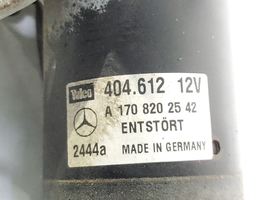 Valeo 404.612 12V
A 170 820 25 42
ENTSTÖRT
2444a MADE IN GERMANY